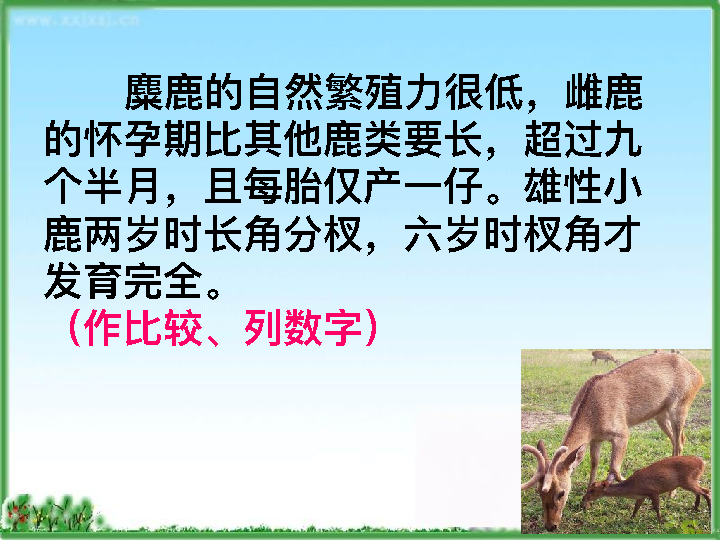 www.xxjxsj.cn
麋鹿的自然繁殖力很低，雌鹿
的怀孕期比其他鹿类要长，超过九
个半月，且每胎仅产一仔。雄性小
鹿两岁时长角分杈，六岁时杈角才
发育完全。
（作比较、列数字）